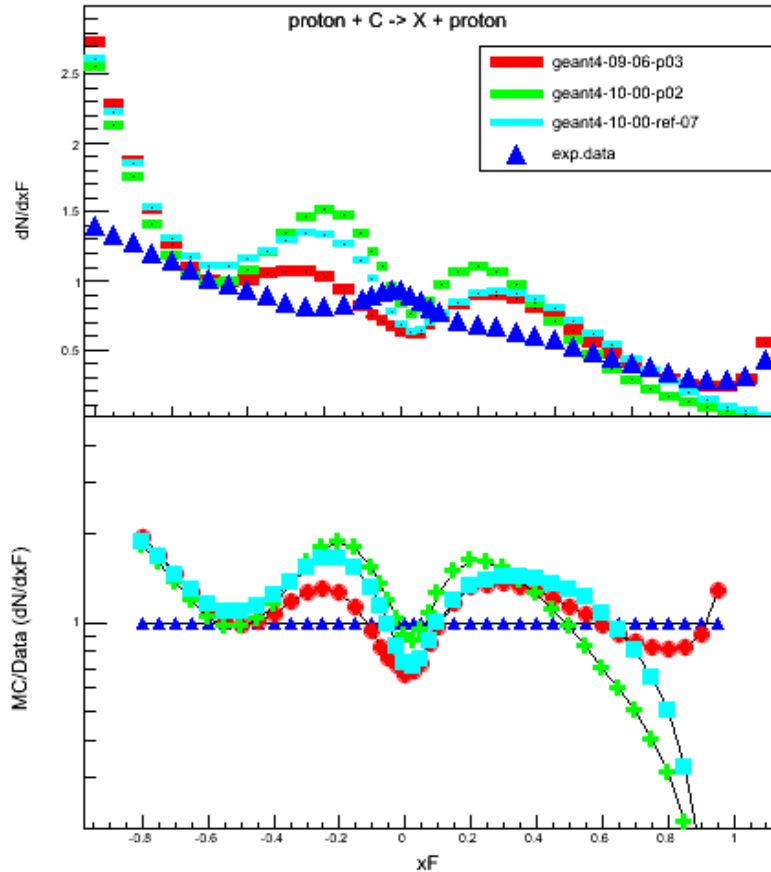 proton + C -> X + proton
geant4-09-06-p03
geant4-10-00-p02
geant4-10-00-ref-07
exp.data
dN/dxF
2.5
2
1.5
1
0.5
MC/Data (dN/dxF)
1
-0.8 -0.6 -0.4 -0.2 0 0.2 0.4 0.6 0.8 1
xF